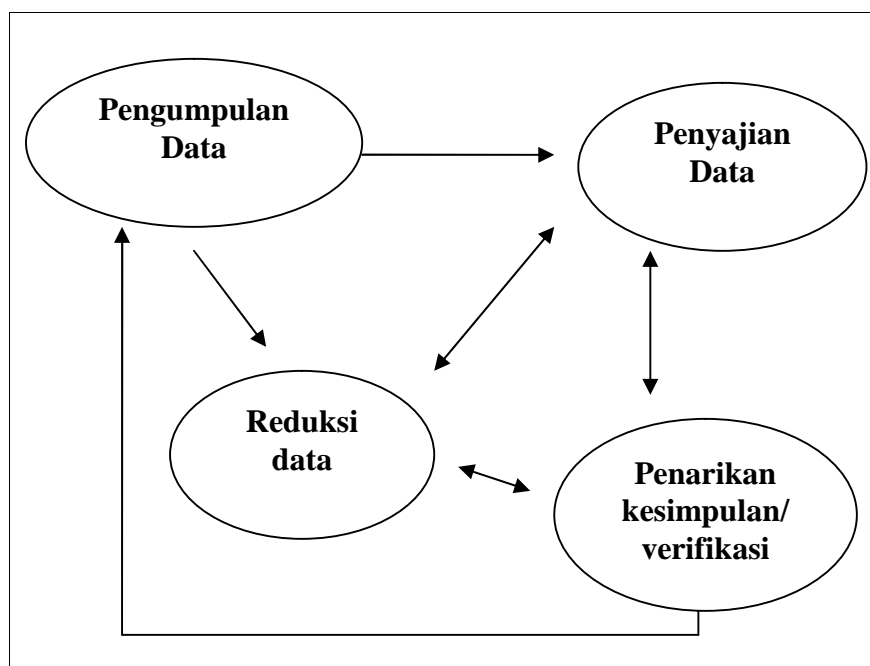 Pengumpulan
Data
Penyajian
Data
Reduksi
data
Penarikan
kesimpulan/
verifikasi